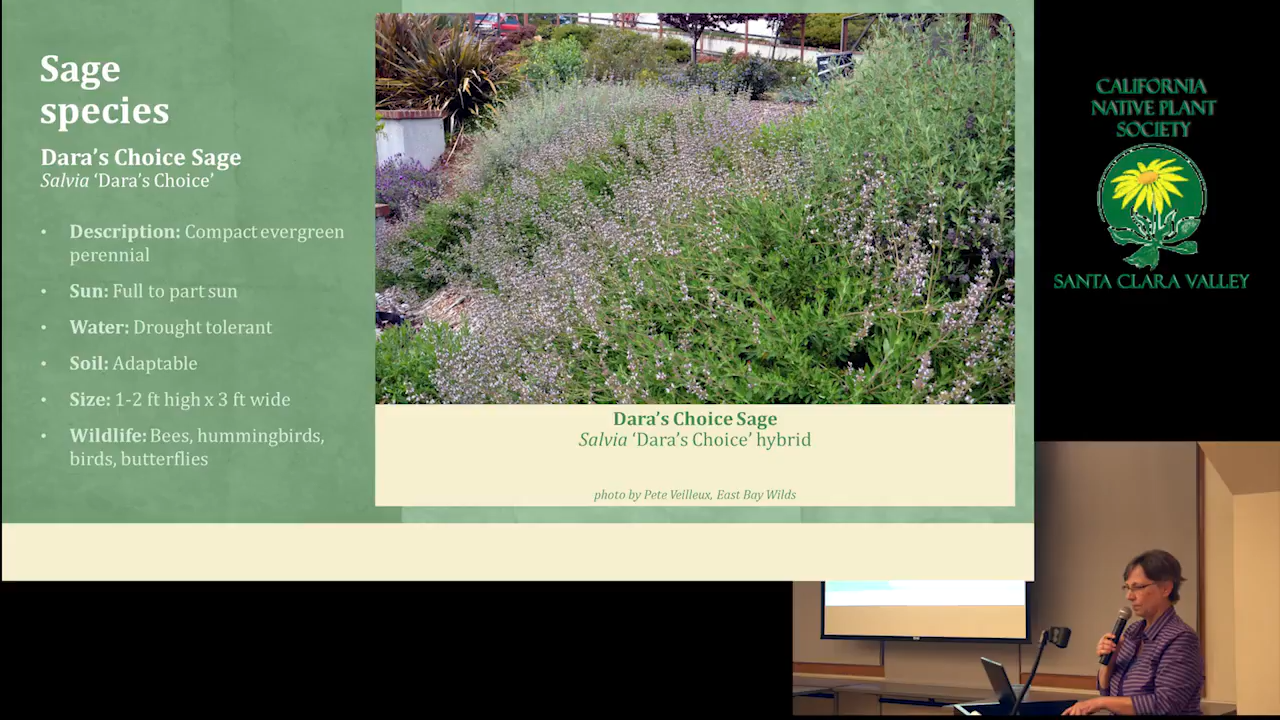 Sage
species
Dara’s Choice Sage
Salvia ‘Dara’s Choice’
• Description: Compact evergreen
perennial
• Sun: Full to part sun
• Water: Drought tolerant
• Soil: Adaptable
• Size: 1-2 ft high x 3 ft wide
• Wildlife: Bees, hummingbirds,
birds, butterflies
Dara’s Choice Sage
Salvia ‘Dara’s Choice’ hybrid
photo by Pete Veilleux, East Bay Wilds
CALIFORNIA
NATIVE PLANT
SOCIETY
SANTA CLARA VALLEY